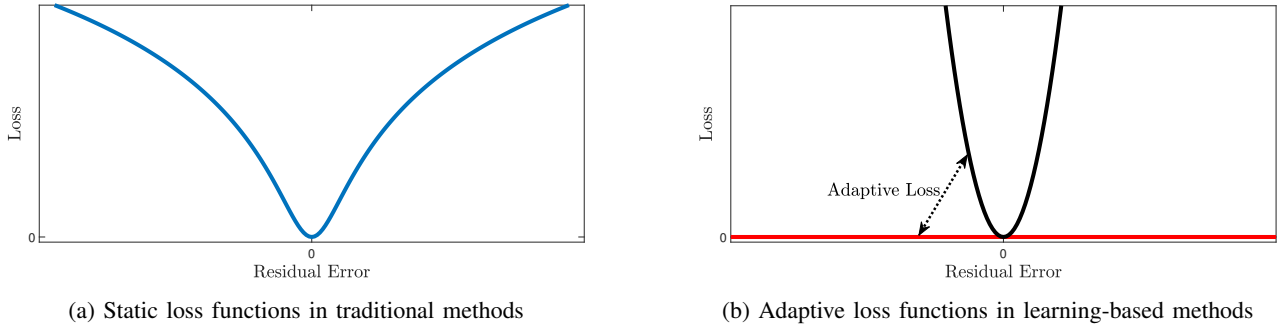 Loss
0
0
Residual Error
(a) Static loss functions in traditional methods
Loss
Adaptive Loss
0
0
Residual Error
(b) Adaptive loss functions in learning-based methods